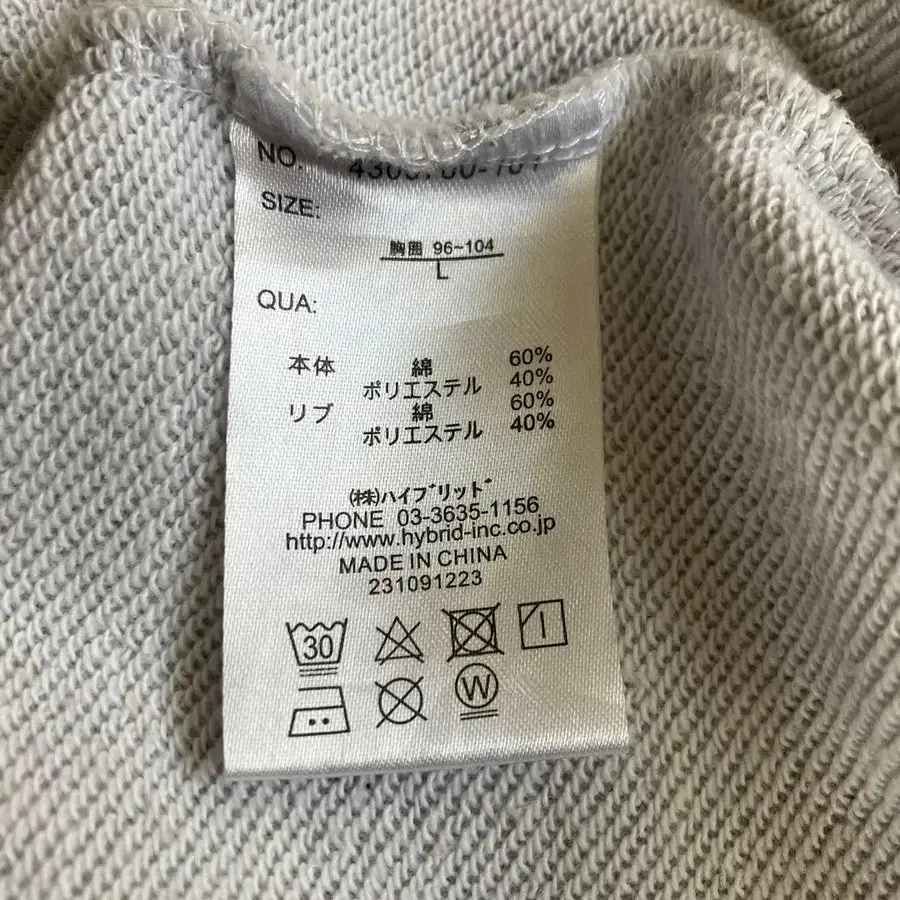 NO.
SIZE:
胸囲 96~104
L
QUA:
本体 綿 60%
ポリエステル 40%
リブ 綿 60%
ポリエステル 40%
(株)ハイブリッド
PHONE 03-3635-1156
http://www.hybrid-inc.co.jp
MADE IN CHINA
231091223
30
W